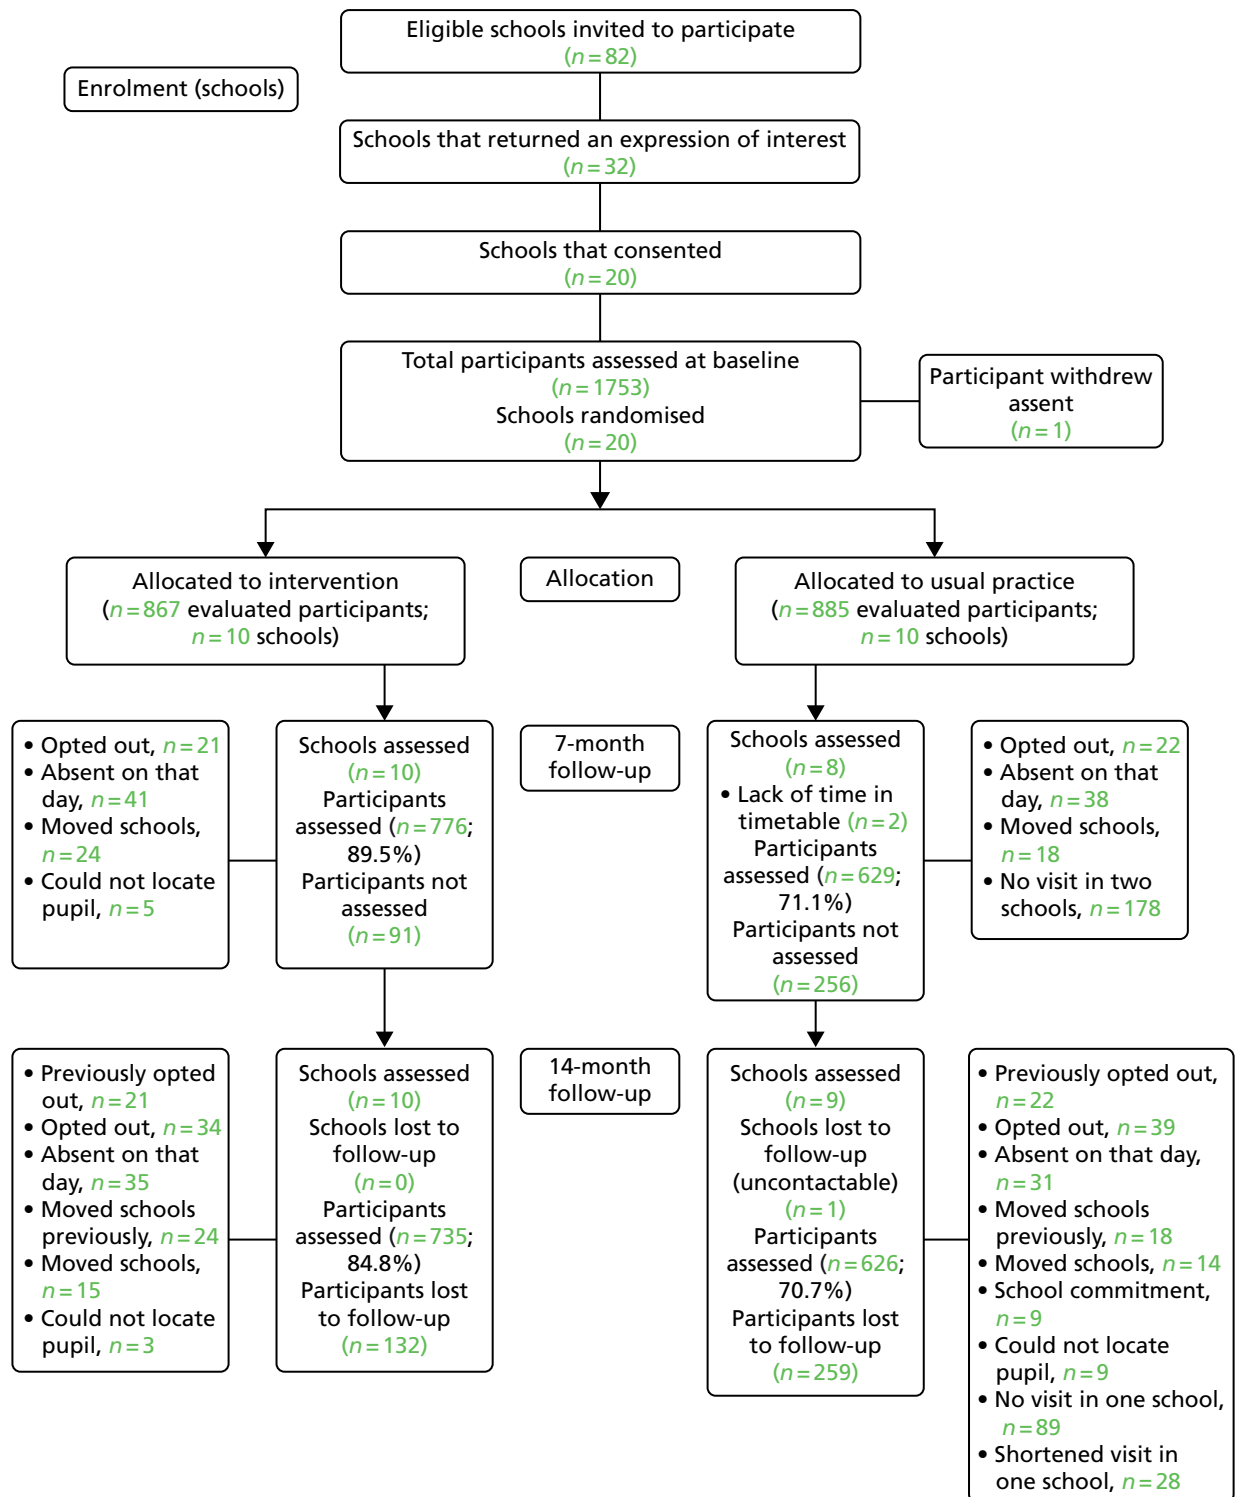 Eligible schools invited to participate
(n=82)
Enrolment (schools)
Schools that returned an expression of interest
(n=32)
Schools that consented
(n=20)
Total participants assessed at baseline
(n=1753)
Schools randomised
(n=20)
Participant withdrew
assent
(n=1)
Allocated to intervention
(n=867 evaluated participants;
n=10 schools)
Allocation
Allocated to usual practice
(n=885 evaluated participants;
n=10 schools)
• Opted out, n=21
• Absent on that
day, n=41
• Moved schools,
n=24
• Could not locate
pupil, n=5
Schools assessed
(n=10)
Participants
assessed (n=776;
89.5%)
Participants not
assessed
(n=91)
7-month
follow-up
Schools assessed
(n=8)
• Lack of time in
timetable (n=2)
Participants
assessed (n=629;
71.1%)
Participants not
assessed
(n=256)
• Opted out, n=22
• Absent on that
day, n=38
• Moved schools,
n=18
• No visit in two
schools, n=178
• Previously opted
out, n=21
• Opted out, n=34
• Absent on that
day, n=35
• Moved schools
previously, n=24
• Moved schools,
n=15
• Could not locate
pupil, n=3
Schools assessed
(n=10)
Schools lost to
follow-up
(n=0)
Participants
assessed (n=735;
84.8%)
Participants lost
to follow-up
(n=132)
14-month
follow-up
Schools assessed
(n=9)
Schools lost to
follow-up
(uncontactable)
(n=1)
Participants
assessed (n=626;
70.7%)
Participants lost
to follow-up
(n=259)
• Previously opted out,
n=22
• Opted out, n=39
• Absent on that day,
n=31
• Moved schools
previously, n=18
• Moved schools, n=14
• School commitment,
n=9
• Could not locate
pupil, n=9
• No visit in one school,
n=89
• Shortened visit in
one school, n=28